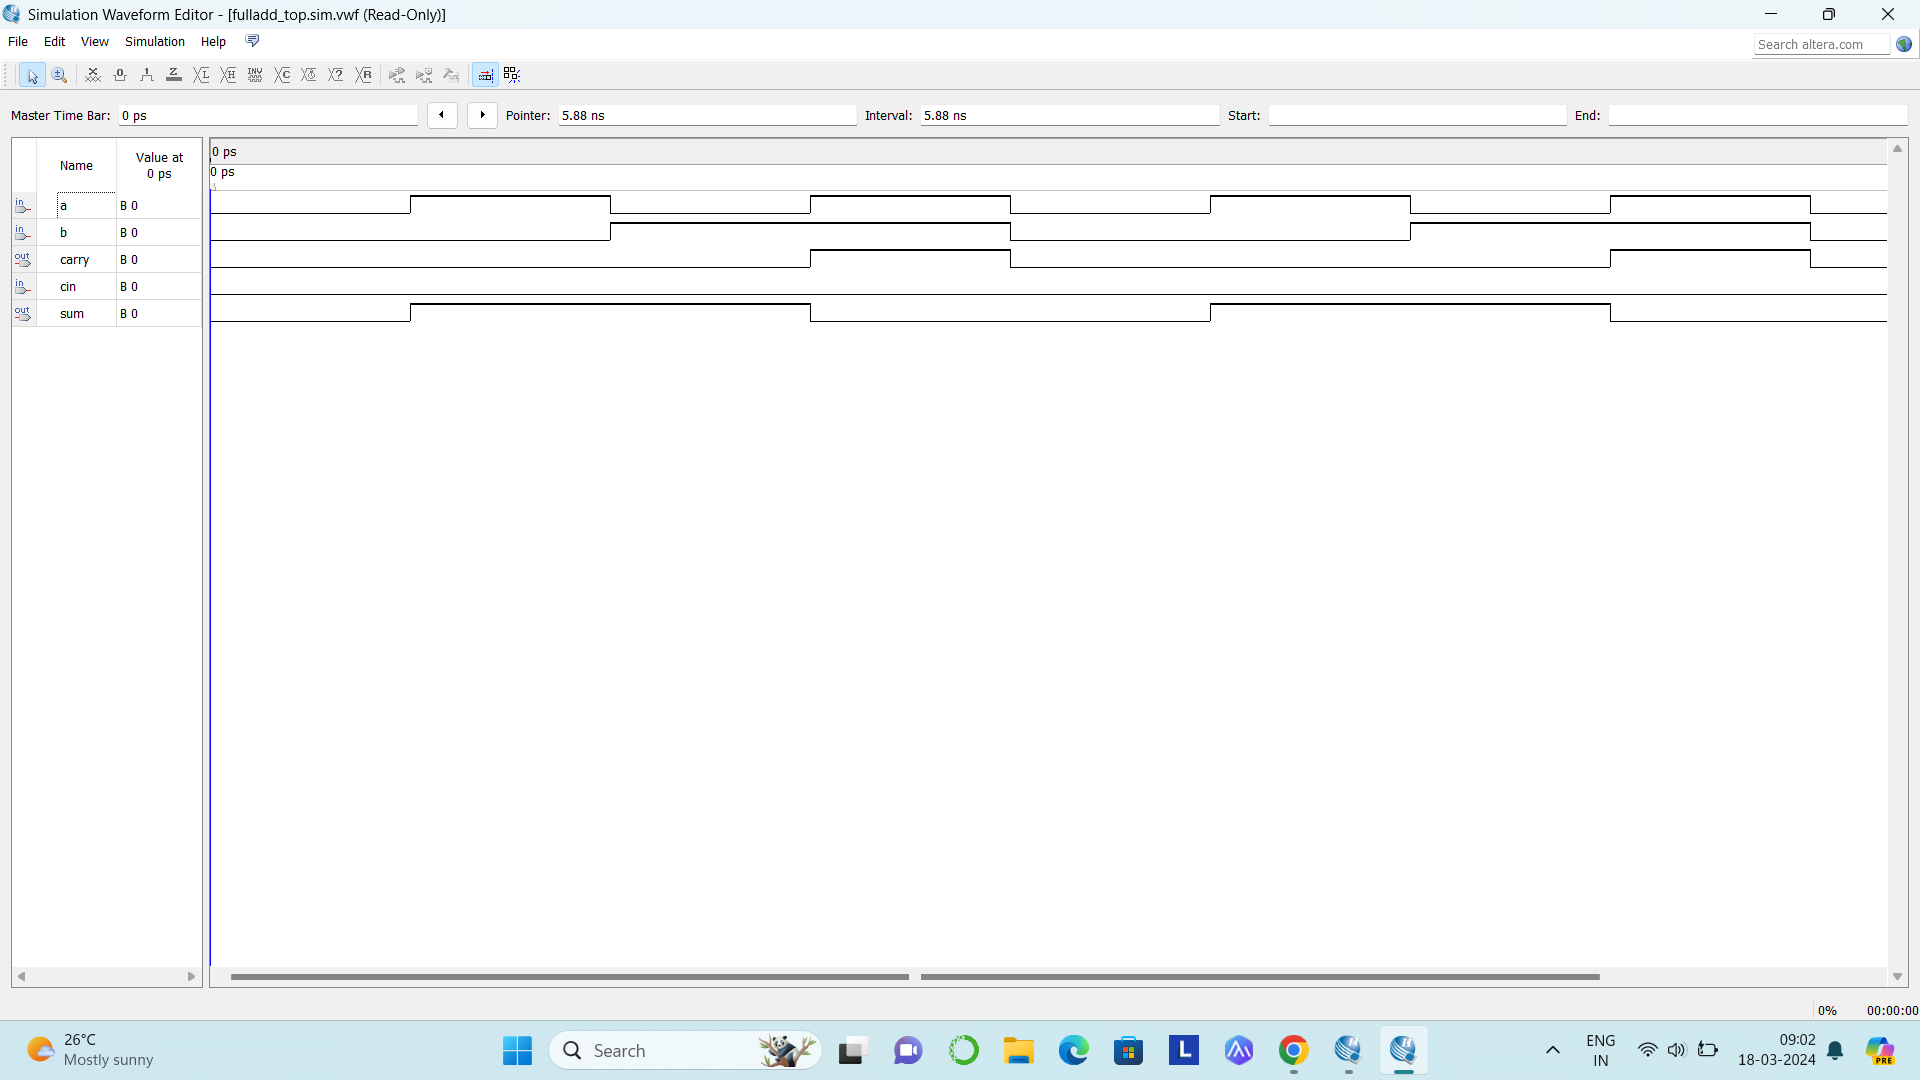 Simulation Waveform Editor - [fulladd_top.sim.vwf (Read-Only)]
File Edit View Simulation Help
Search altera.com
Master Time Bar: 0 ps Pointer: 5.88 ns Interval: 5.88 ns Start: End:
Name Value at 0 ps
0 ps
0 ps
in a B 0
in b B 0
out carry B 0
in cin B 0
out sum B 0
0% 00:00:00
26°C
Mostly sunny
Search
L
ENG
IN
09:02
18-03-2024
PRE